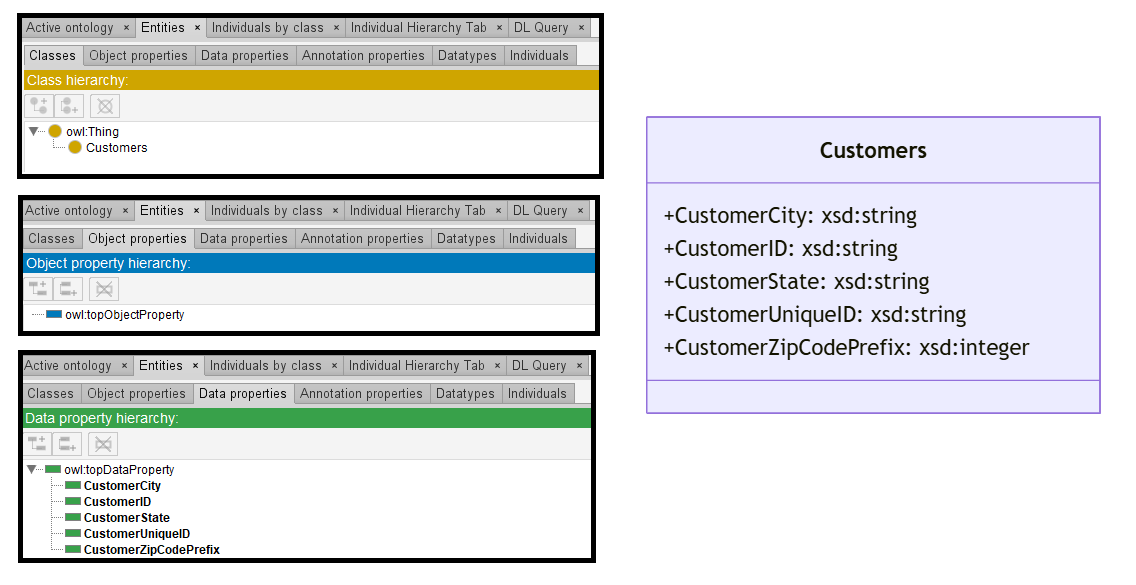 Active ontology × Entities × Individuals by class × Individual Hierarchy Tab × DL Query ×
Classes Object properties Data properties Annotation properties Datatypes Individuals
Class hierarchy:
owl:Thing
Customers
Active ontology × Entities × Individuals by class × Individual Hierarchy Tab × DL Query ×
Classes Object properties Data properties Annotation properties Datatypes Individuals
Object property hierarchy:
owl:topObjectProperty
Active ontology × Entities × Individuals by class × Individual Hierarchy Tab × DL Query ×
Classes Object properties Data properties Annotation properties Datatypes Individuals
Data property hierarchy:
owl:topDataProperty
CustomerCity
CustomerID
CustomerState
CustomerUniqueID
CustomerZipCodePrefix
Customers
+CustomerCity: xsd:string
+CustomerID: xsd:string
+CustomerState: xsd:string
+CustomerUniqueID: xsd:string
+CustomerZipCodePrefix: xsd:integer